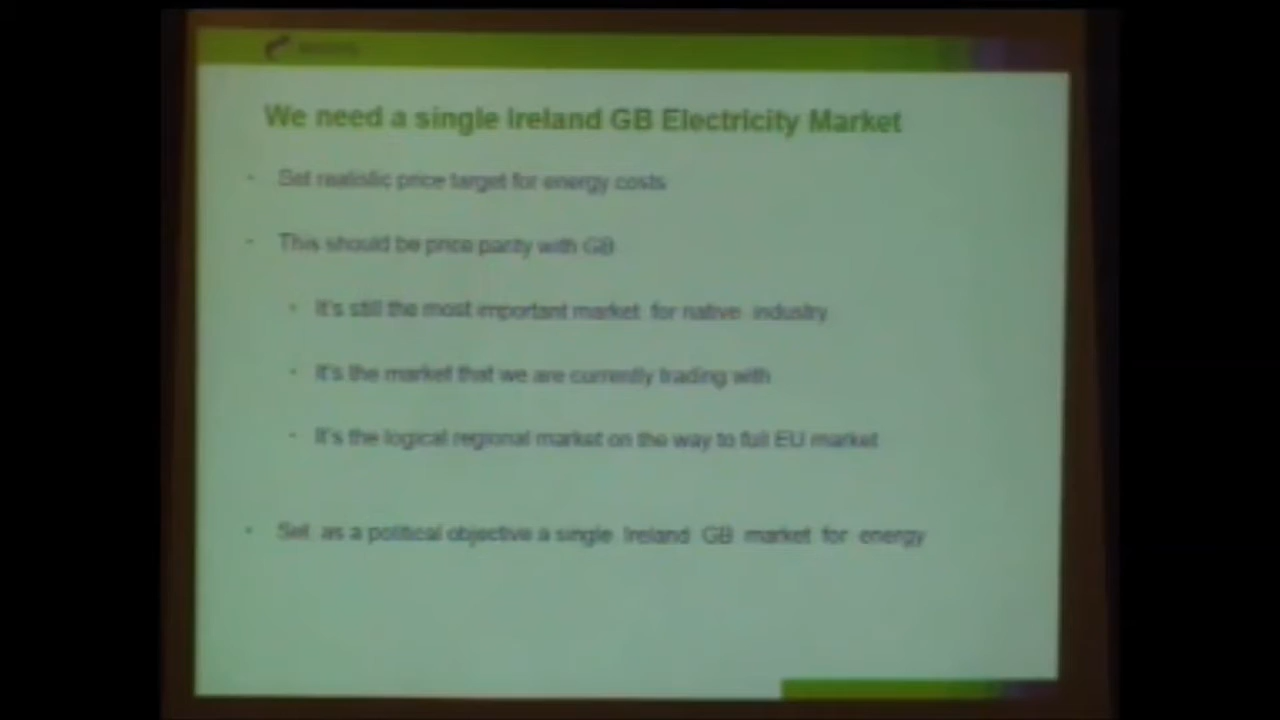 We need a single Ireland GB Electricity Market
Set realistic price target for energy costs
This should be price parity with GB
It's still the most important market for native industry
It's the market that we are currently trading with
It's the logical regional market on the way to full EU market
Set as a political objective a single Ireland GB market for energy